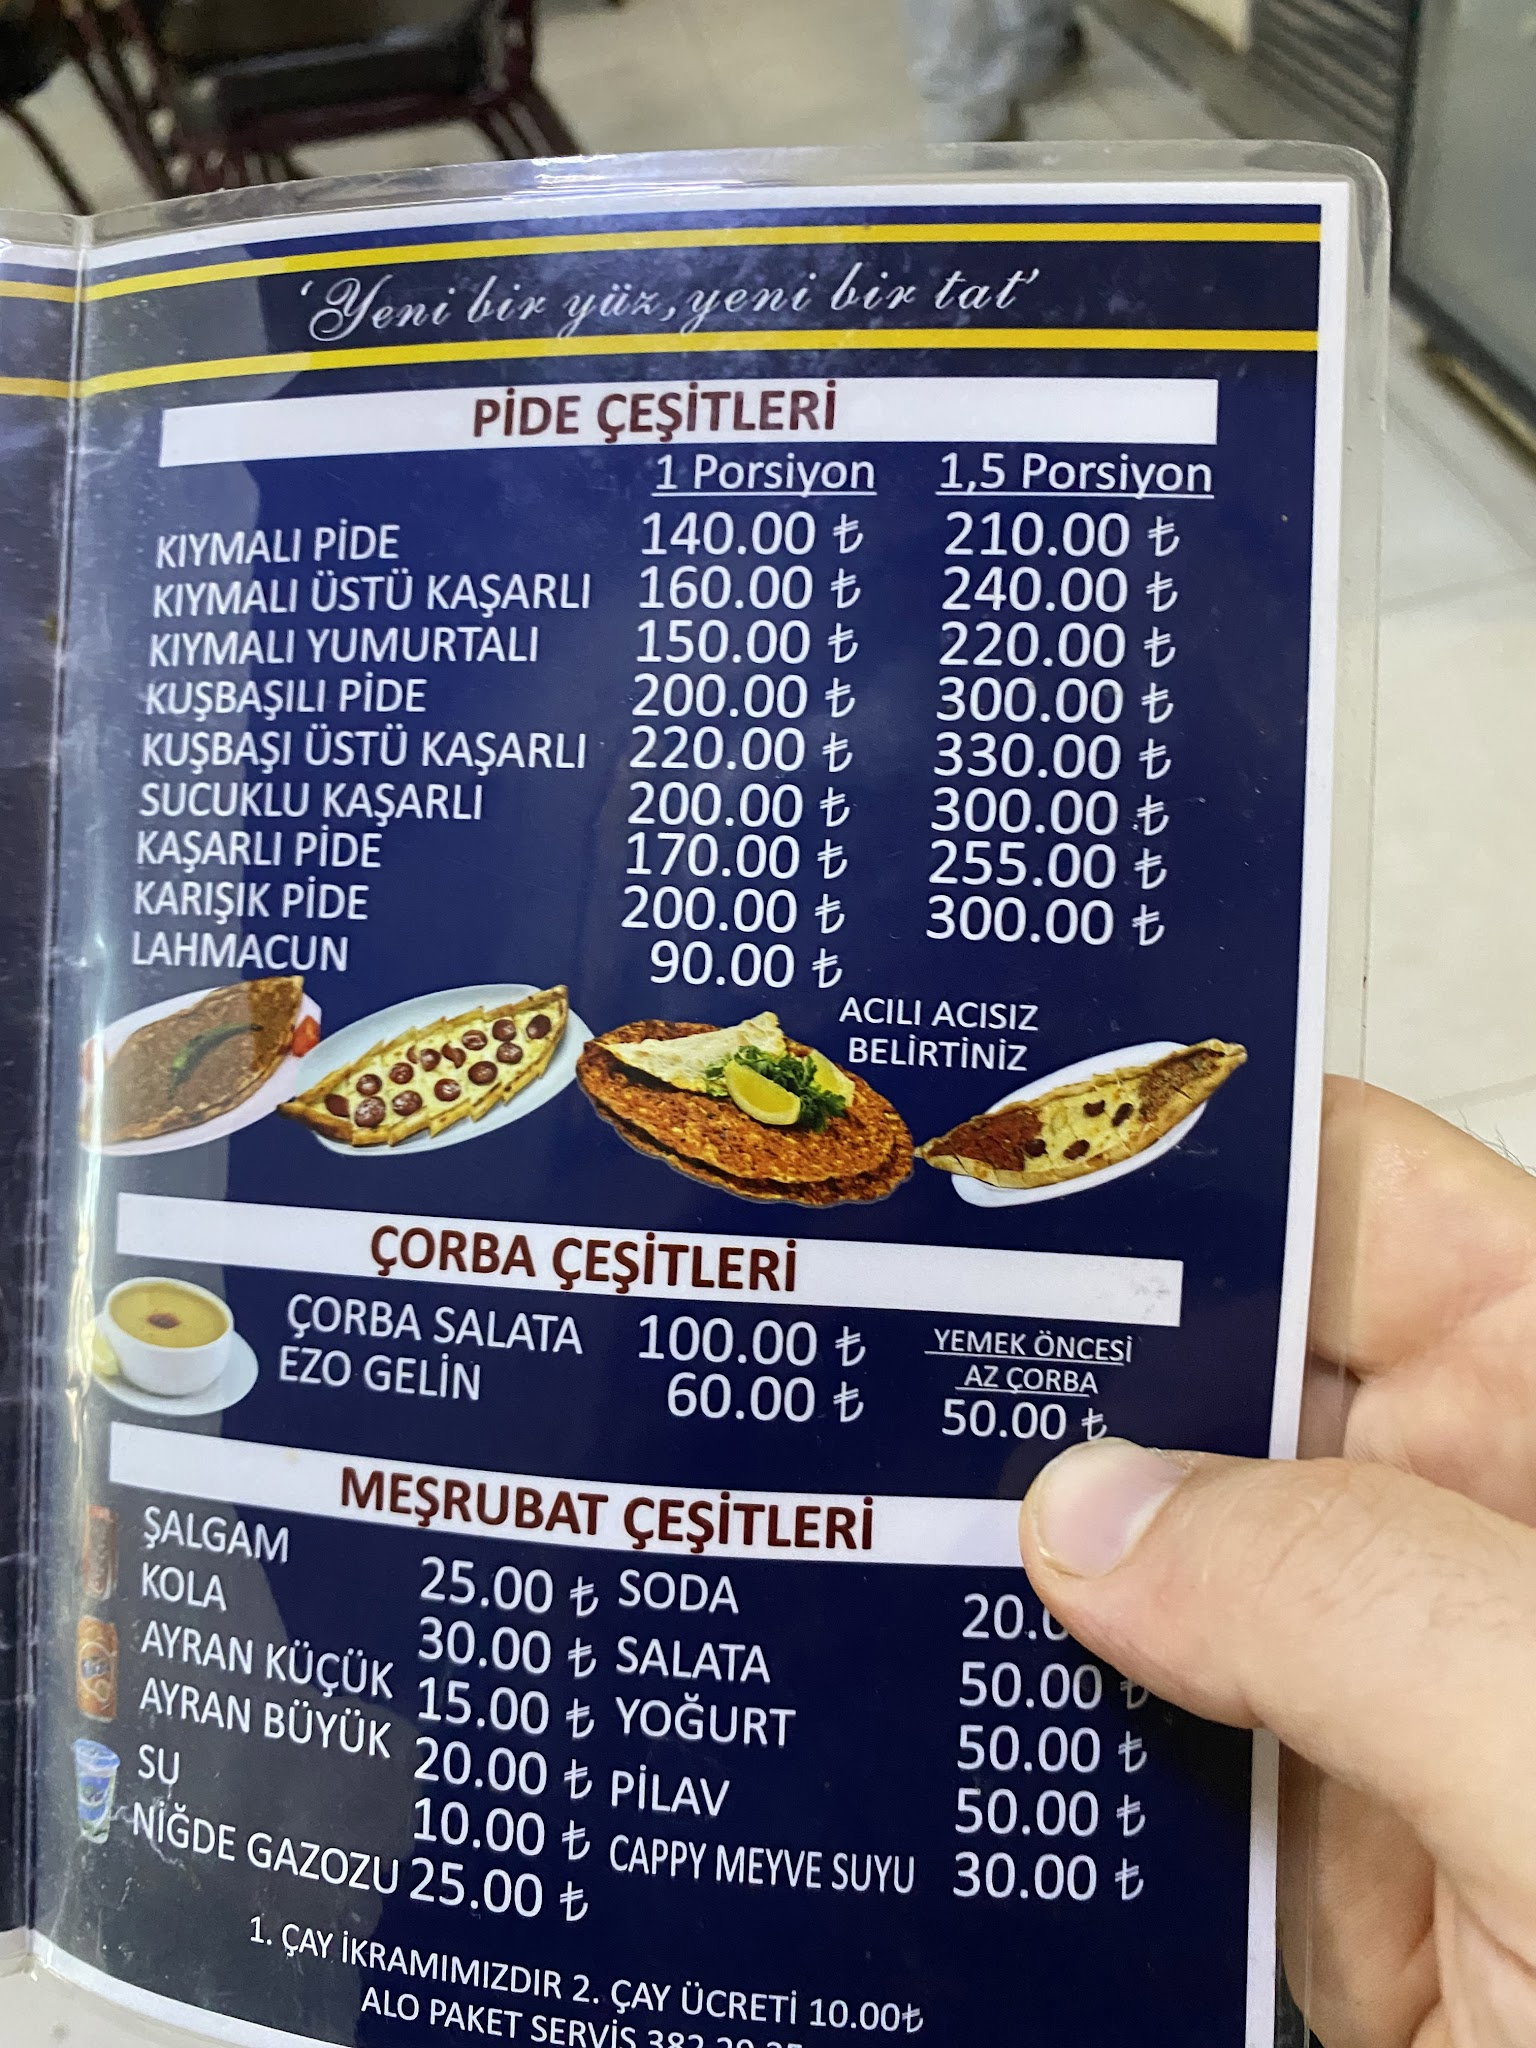 'Yeni bir yüz, yeni bir tat'
PİDE ÇEŞİTLERİ
1 Porsiyon 1,5 Porsiyon
KIYMALI PİDE 140.00 ₺ 210.00 ₺
KIYMALI ÜSTÜ KAŞARLI 160.00 ₺ 240.00 ₺
KIYMALI YUMURTALI 150.00 ₺ 220.00 ₺
KUŞBAŞILI PİDE 200.00 ₺ 300.00 ₺
KUŞBAŞI ÜSTÜ KAŞARLI 220.00 ₺ 330.00 ₺
SUCUKLU KAŞARLI 200.00 ₺ 300.00 ₺
KAŞARLI PİDE 170.00 ₺ 255.00 ₺
KARIŞIK PİDE 200.00 ₺ 300.00 ₺
LAHMACUN 90.00 ₺
ACILI ACISIZ
BELİRTİNİZ
ÇORBA ÇEŞİTLERİ
ÇORBA SALATA 100.00 ₺
EZO GELİN 60.00 ₺
YEMEK ÖNCESİ
AZ ÇORBA
50.00 ₺
MEŞRUBAT ÇEŞİTLERİ
ŞALGAM 25.00 ₺ SODA 20.0
KOLA 30.00 ₺ SALATA 50.00 ₺
AYRAN KÜÇÜK 15.00 ₺ YOĞURT 50.00 ₺
AYRAN BÜYÜK 20.00 ₺ PİLAV 50.00 ₺
SU 10.00 ₺ CAPPY MEYVE SUYU 30.00 ₺
NİĞDE GAZOZU 25.00 ₺
1. ÇAY İKRAMIMIZDIR 2. ÇAY ÜCRETİ 10.00₺
ALO PAKET SERVİS 382 29